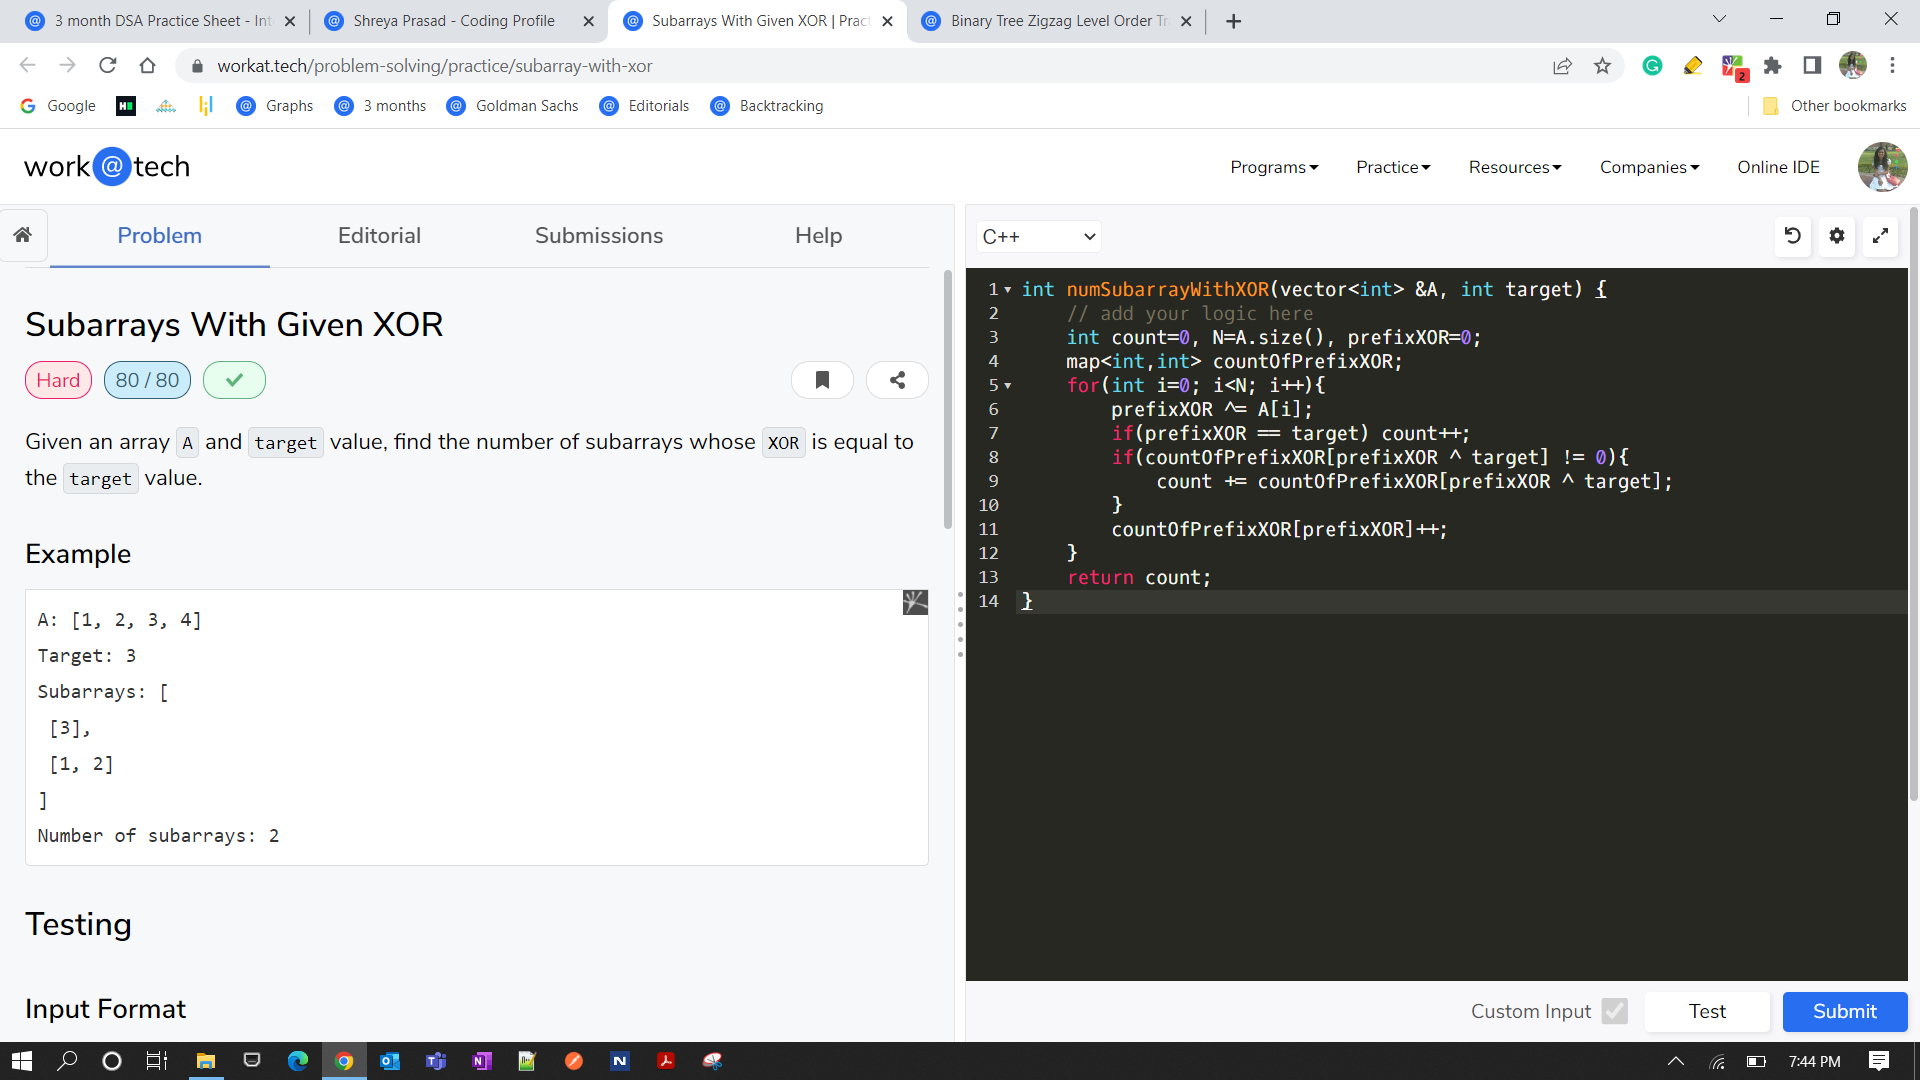 3 month DSA Practice Sheet - Int
Shreya Prasad - Coding Profile
Subarrays With Given XOR | Prac
Binary Tree Zigzag Level Order Tr
workat.tech/problem-solving/practice/subarray-with-xor
2
Google
Graphs
3 months
Goldman Sachs
Editorials
Backtracking
Other bookmarks
work@tech
Programs
Practice
Resources
Companies
Online IDE
Problem
Editorial
Submissions
Help
C++
Subarrays With Given XOR
Hard
80 / 80
Given an array A and target value, find the number of subarrays whose XOR is equal to
the target value.
Example
A: [1, 2, 3, 4]
Target: 3
Subarrays: [
[3],
[1, 2]
]
Number of subarrays: 2
Testing
Input Format
1 int numSubarrayWithXOR(vector<int> &A, int target) {
2 // add your logic here
3 int count=0, N=A.size(), prefixXOR=0;
4 map<int,int> countOfPrefixXOR;
5 for(int i=0; i<N; i++){
6 prefixXOR ^= A[i];
7 if(prefixXOR == target) count++;
8 if(countOfPrefixXOR[prefixXOR ^ target] != 0){
9 count += countOfPrefixXOR[prefixXOR ^ target];
10 }
11 countOfPrefixXOR[prefixXOR]++;
12 }
13 return count;
14 }
Custom Input
Test
Submit
7:44 PM